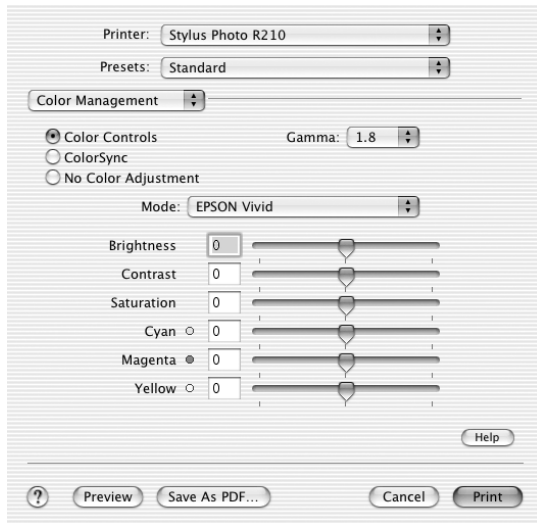 Printer: Stylus Photo R210
Presets: Standard
Color Management
Color Controls Gamma: 1.8
ColorSync
No Color Adjustment
Mode: EPSON Vivid
Brightness 0
Contrast 0
Saturation 0
Cyan 0
Magenta 0
Yellow 0
Help
? Preview Save As PDF... Cancel Print